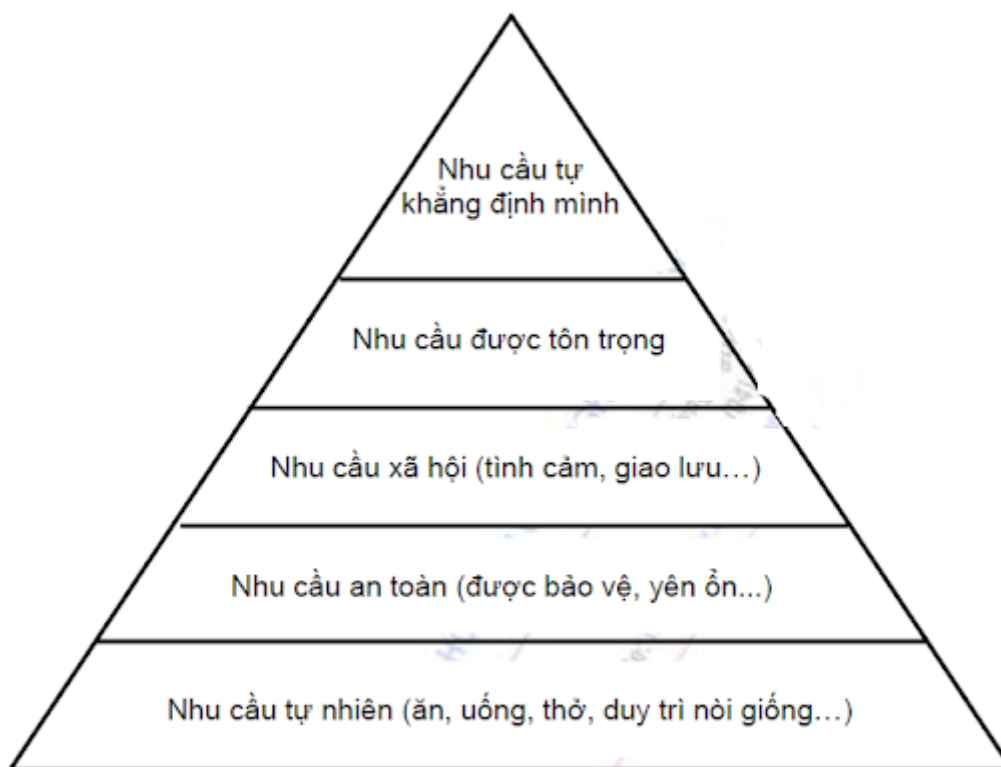 Nhu cầu tự
khẳng định mình
Nhu cầu được tôn trọng
Nhu cầu xã hội (tình cảm, giao lưu…)
Nhu cầu an toàn (được bảo vệ, yên ổn...)
Nhu cầu tự nhiên (ăn, uống, thở, duy trì nòi giống…)